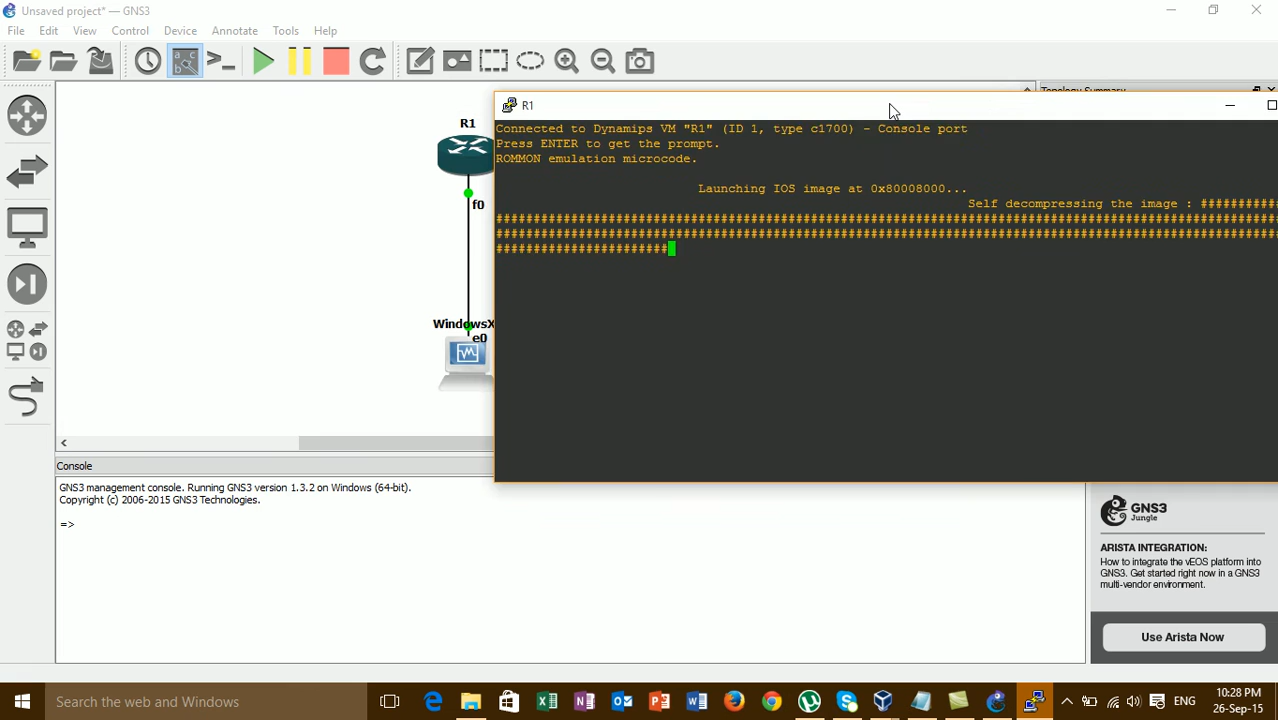 Unsaved project* — GNS3
File Edit View Control Device Annotate Tools Help
R1
f0
WindowsX
e0
R1
Connected to Dynamips VM "R1" (ID 1, type c1700) - Console port
Press ENTER to get the prompt.
ROMMON emulation microcode.
Launching IOS image at 0x80008000...
Self decompressing the image : ###########
########################################################################################################
########################################################################################################
#######################
Console
GNS3 management console. Running GNS3 version 1.3.2 on Windows (64-bit).
Copyright (c) 2006-2015 GNS3 Technologies.
=>
GNS3
Jungle
ARISTA INTEGRATION:
How to integrate the vEOS platform into
GNS3. Get started right now in a GNS3
multi-vendor environment.
Use Arista Now
Search the web and Windows
ENG
10:28 PM
26-Sep-15